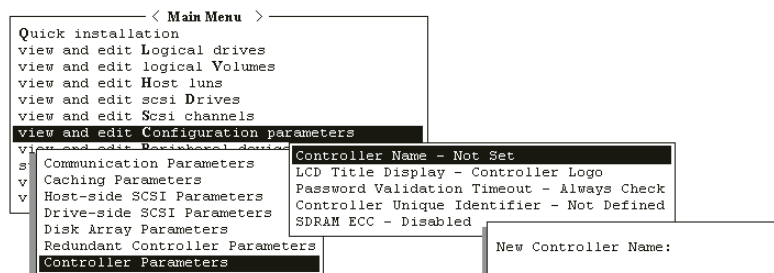 < Main Menu >
Quick installation
view and edit Logical drives
view and edit logical Volumes
view and edit Host luns
view and edit scsi Drives
view and edit Scsi channels
view and edit Configuration parameters
Communication Parameters
Caching Parameters
Host-side SCSI Parameters
Drive-side SCSI Parameters
Disk Array Parameters
Redundant Controller Parameters
Controller Parameters
Controller Name - Not Set
LCD Title Display - Controller Logo
Password Validation Timeout - Always Check
Controller Unique Identifier - Not Defined
SDRAM ECC - Disabled
New Controller Name: